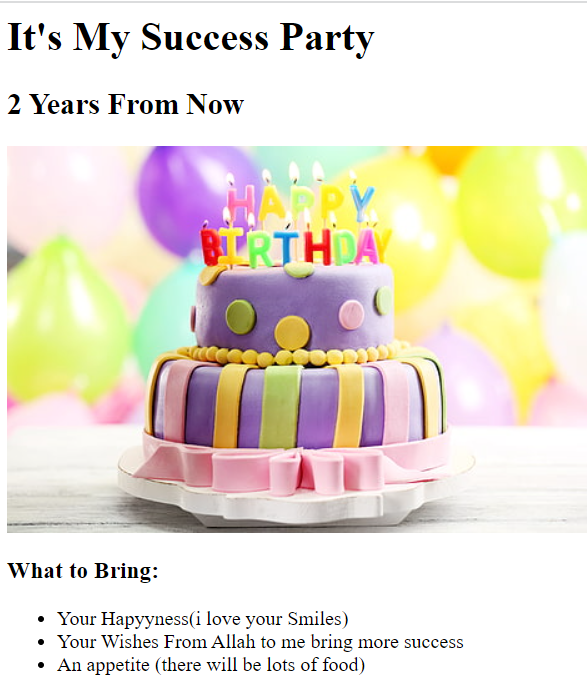 It's My Success Party
2 Years From Now
HAPPY
BIRTHDAY
What to Bring:
Your Hapyyness(i love your Smiles)
Your Wishes From Allah to me bring more success
An appetite (there will be lots of food)